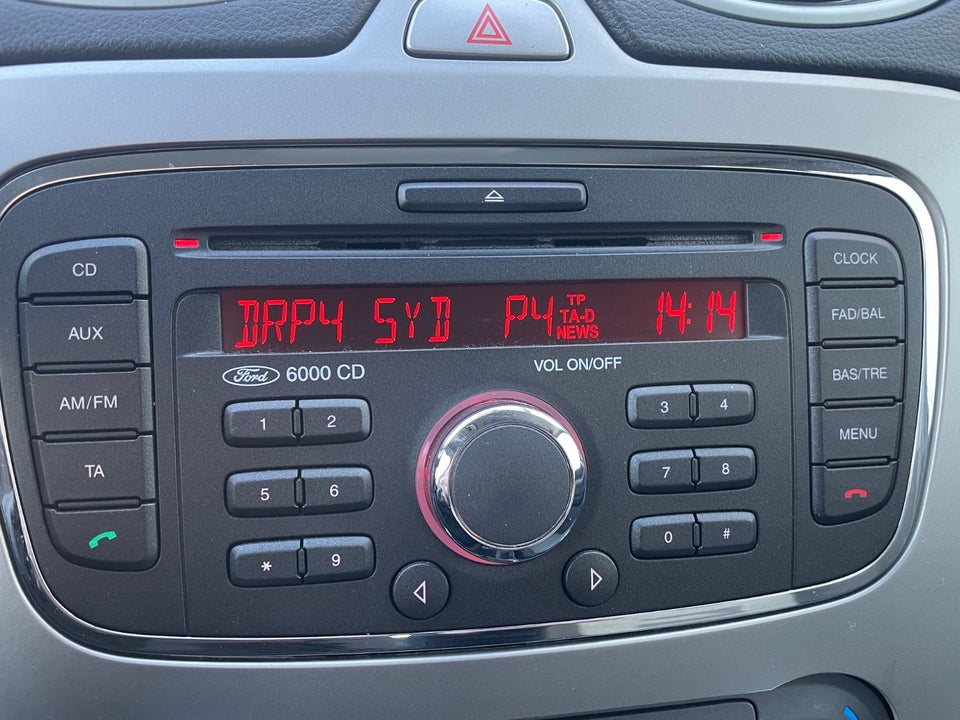 CD
AUX
AM/FM
TA
DRP4 SYD P4 TP TA-D NEWS 14:14
Ford 6000 CD
VOL ON/OFF
1 2
5 6
* 9
3 4
7 8
0 #
CLOCK
FAD/BAL
BAS/TRE
MENU